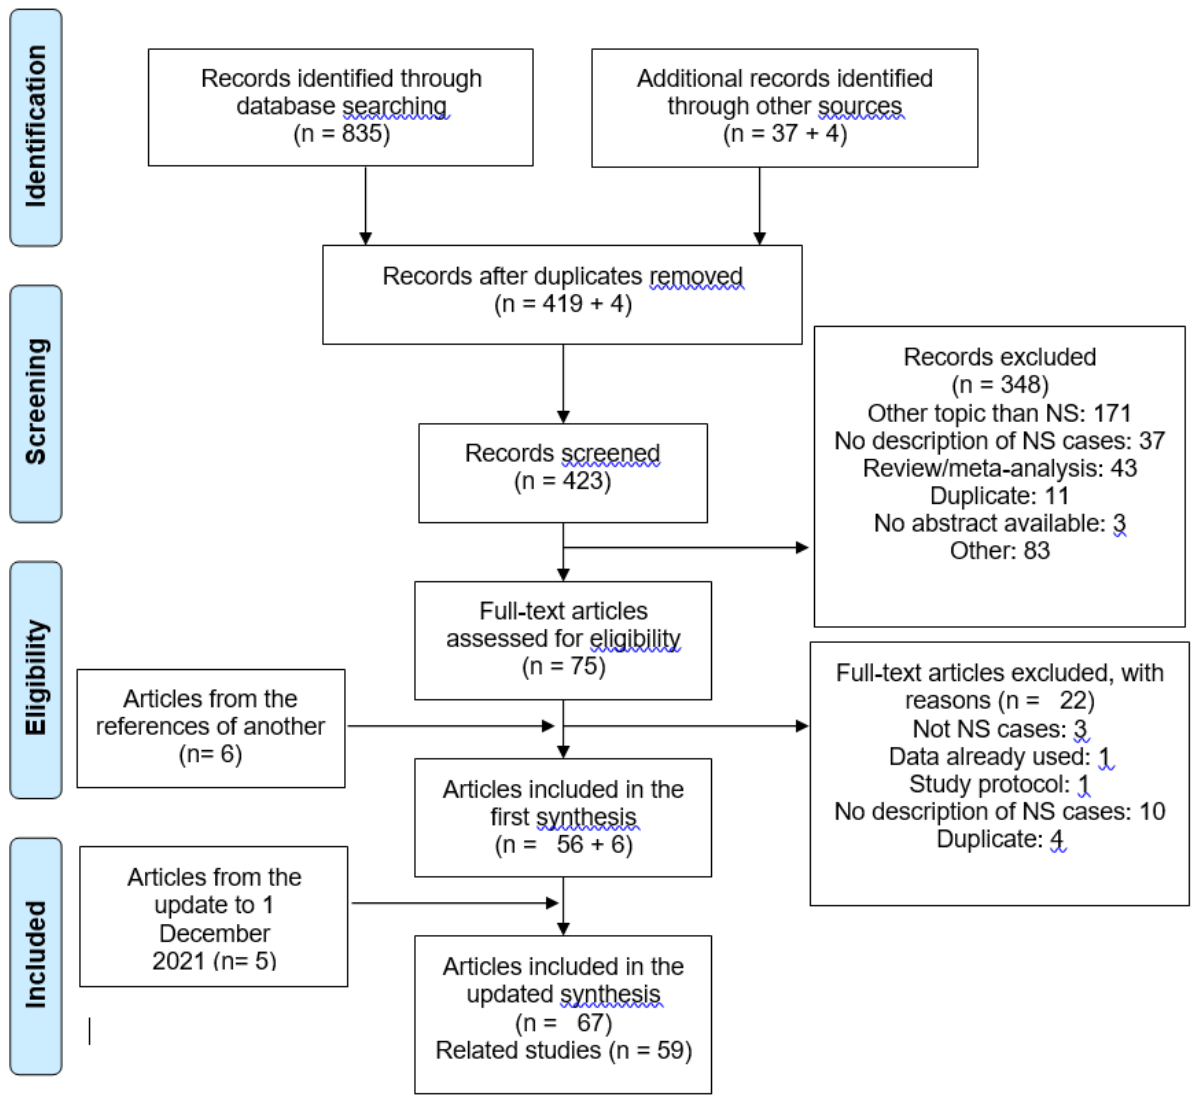 Identification
Records identified through
database searching
(n = 835)
Additional records identified
through other sources
(n = 37 + 4)
Records after duplicates removed
(n = 419 + 4)
Screening
Records screened
(n = 423)
Records excluded
(n = 348)
Other topic than NS: 171
No description of NS cases: 37
Review/meta-analysis: 43
Duplicate: 11
No abstract available: 3
Other: 83
Eligibility
Full-text articles
assessed for eligibility
(n = 75)
Articles from the
references of another
(n= 6)
Full-text articles excluded, with
reasons (n =   22)
Not NS cases: 3
Data already used: 1
Study protocol: 1
No description of NS cases: 10
Duplicate: 4
Articles included in the
first synthesis
(n =   56 + 6)
Included
Articles from the
update to 1
December
2021 (n= 5)
Articles included in the
updated synthesis
(n =   67)
Related studies (n = 59)